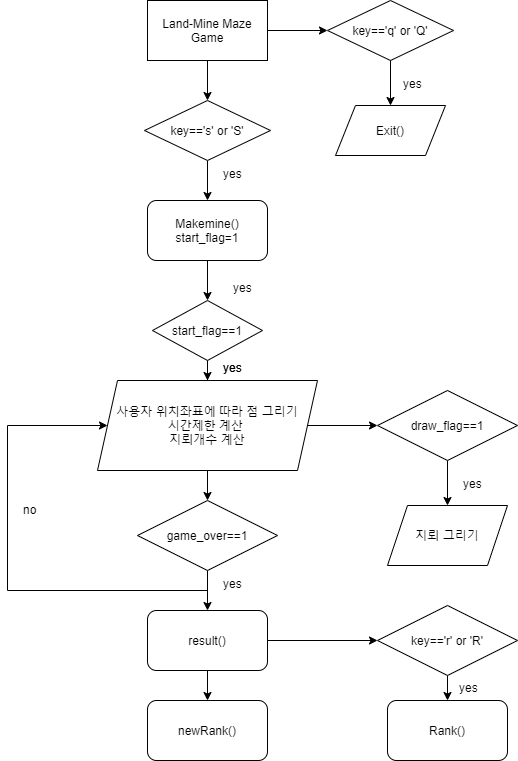 Land-Mine Maze
Game
key=='q' or 'Q'
yes
Exit()
key=='s' or 'S'
yes
Makemine()
start_flag=1
yes
start_flag==1
yes
사용자 위치좌표에 따라 점 그리기
시간제한 계산
지뢰개수 계산
draw_flag==1
yes
지뢰 그리기
no
game_over==1
yes
result()
key=='r' or 'R'
yes
newRank()
Rank()